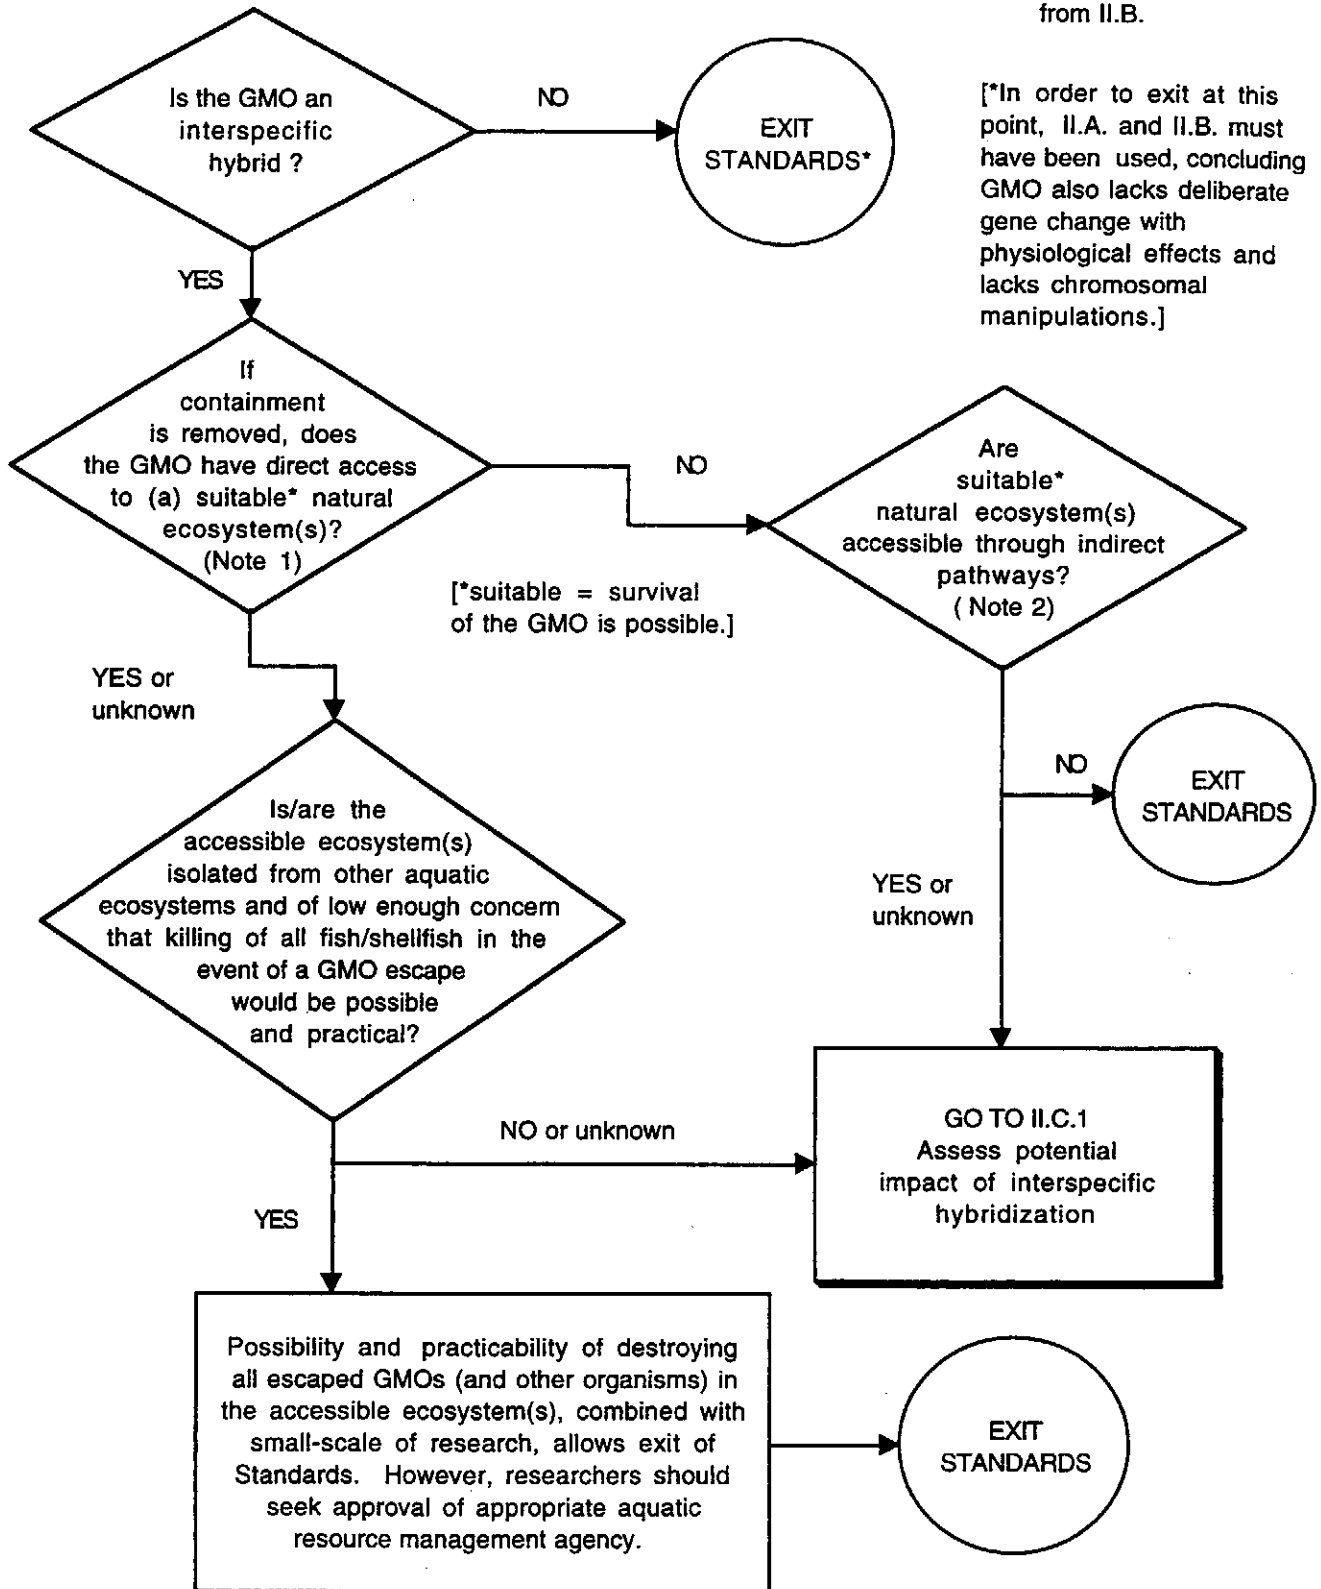 from II.B.
Is the GMO an
interspecific
hybrid ?
NO
EXIT
STANDARDS*
[*In order to exit at this
point, II.A. and II.B. must
have been used, concluding
GMO also lacks deliberate
gene change with
physiological effects and
lacks chromosomal
manipulations.]
YES
If
containment
is removed, does
the GMO have direct access
to (a) suitable* natural
ecosystem(s)?
(Note 1)
NO
Are
suitable*
natural ecosystem(s)
accessible through indirect
pathways?
( Note 2)
[*suitable = survival
of the GMO is possible.]
YES or
unknown
NO
EXIT
STANDARDS
Is/are the
accessible ecosystem(s)
isolated from other aquatic
ecosystems and of low enough concern
that killing of all fish/shellfish in the
event of a GMO escape
would be possible
and practical?
YES or
unknown
NO or unknown
GO TO II.C.1
Assess potential
impact of interspecific
hybridization
YES
Possibility and practicability of destroying
all escaped GMOs (and other organisms) in
the accessible ecosystem(s), combined with
small-scale of research, allows exit of
Standards. However, researchers should
seek approval of appropriate aquatic
resource management agency.
EXIT
STANDARDS